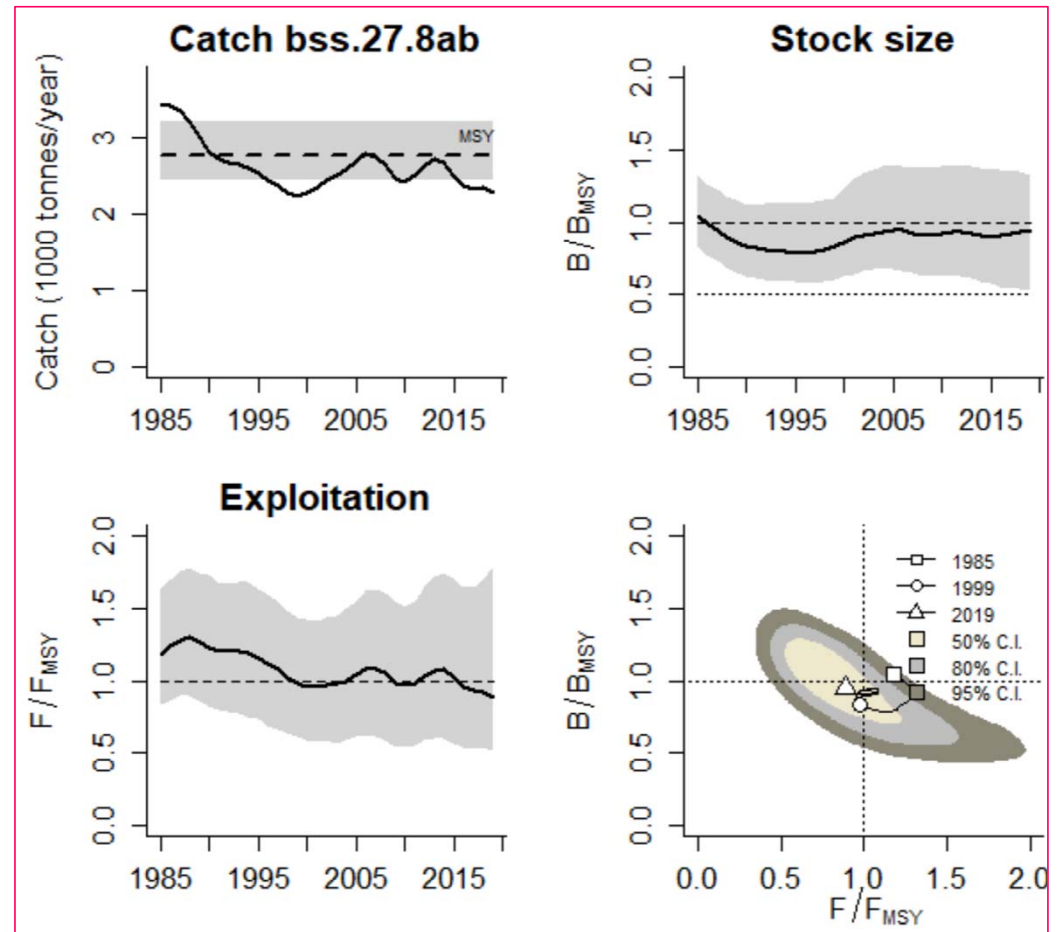 Catch bss.27.8ab
Catch (1000 tonnes/year)
0 1 2 3
MSY
1985 1995 2005 2015
Stock size
B / BMSY
0.0 0.5 1.0 1.5 2.0
1985 1995 2005 2015
Exploitation
F / FMSY
0.0 0.5 1.0 1.5 2.0
1985 1995 2005 2015
B / BMSY
0.0 0.5 1.0 1.5 2.0
1985
1999
2019
50% C.I.
80% C.I.
95% C.I.
0.0 0.5 1.0 1.5 2.0
F / FMSY